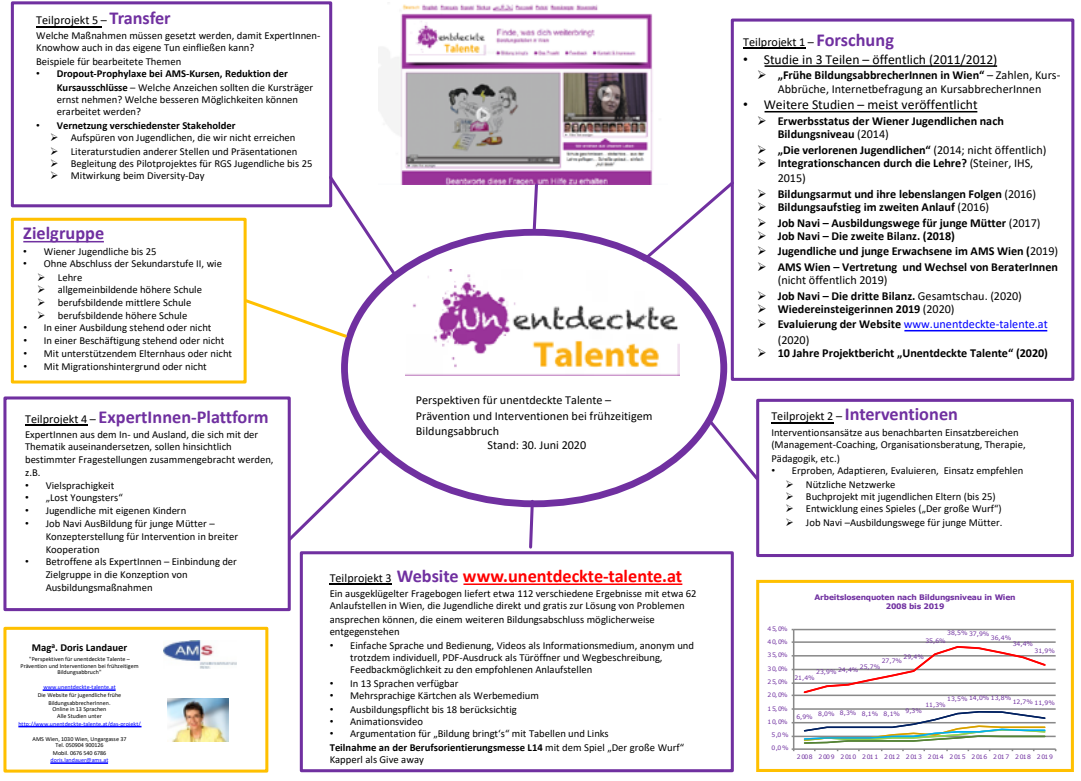 Teilprojekt 5 – Transfer
Welche Maßnahmen müssen gesetzt werden, damit ExpertInnen-
Knowhow auch in das eigene Tun einfließen kann?
Beispiele für bearbeitete Themen
• Dropout-Prophylaxe bei AMS-Kursen, Reduktion der
Kursausschlüsse – Welche Anzeichen sollten die Kursträger
ernst nehmen? Welche besseren Möglichkeiten können
erarbeitet werden?
• Vernetzung verschiedenster Stakeholder
➢ Aufspüren von Jugendlichen, die wir nicht erreichen
➢ Literaturstudien anderer Stellen und Präsentationen
➢ Begleitung des Pilotprojektes für RGS Jugendliche bis 25
➢ Mitwirkung beim Diversity-Day
Unentdeckte
Talente
Finde, was dich weiterbringt
Beantworte diese Fragen, um Hilfe zu erhalten
Teilprojekt 1 – Forschung
• Studie in 3 Teilen – öffentlich (2011/2012)
➢ „Frühe BildungsabbrecherInnen in Wien“ – Zahlen, Kurs-
Abbrüche, Internetbefragung an KursabbrecherInnen
• Weitere Studien – meist veröffentlicht
➢ Erwerbsstatus der Wiener Jugendlichen nach
Bildungsniveau (2014)
➢ „Die verlorenen Jugendlichen“ (2014; nicht öffentlich)
➢ Integrationschancen durch die Lehre? (Steiner, IHS,
2015)
➢ Bildungsarmut und ihre lebenslangen Folgen (2016)
➢ Bildungsaufstieg im zweiten Anlauf (2016)
➢ Job Navi – Ausbildungswege für junge Mütter (2017)
➢ Job Navi – Die zweite Bilanz. (2018)
➢ Jugendliche und junge Erwachsene im AMS Wien (2019)
➢ AMS Wien – Vertretung und Wechsel von BeraterInnen
(nicht öffentlich 2019)
➢ Job Navi – Die dritte Bilanz. Gesamtschau. (2020)
➢ Wiedereinsteigerinnen 2019 (2020)
➢ Evaluierung der Website www.unentdeckte-talente.at
(2020)
➢ 10 Jahre Projektbericht „Unentdeckte Talente“ (2020)
Zielgruppe
• Wiener Jugendliche bis 25
• Ohne Abschluss der Sekundarstufe II, wie
➢ Lehre
➢ allgemeinbildende höhere Schule
➢ berufsbildende mittlere Schule
➢ berufsbildende höhere Schule
• In einer Ausbildung stehend oder nicht
• In einer Beschäftigung stehend oder nicht
• Mit unterstützendem Elternhaus oder nicht
• Mit Migrationshintergrund oder nicht
Unentdeckte
Talente
Perspektiven für unentdeckte Talente –
Prävention und Interventionen bei frühzeitigem
Bildungsabbruch
Stand: 30. Juni 2020
Teilprojekt 4 – ExpertInnen-Plattform
ExpertInnen aus dem In- und Ausland, die sich mit der
Thematik auseinandersetzen, sollen hinsichtlich
bestimmter Fragestellungen zusammengebracht werden,
z.B.
• Vielsprachigkeit
• „Lost Youngsters“
• Jugendliche mit eigenen Kindern
• Job Navi AusBildung für junge Mütter –
Konzepterstellung für Intervention in breiter
Kooperation
• Betroffene als ExpertInnen – Einbindung der
Zielgruppe in die Konzeption von
Ausbildungsmaßnahmen
Teilprojekt 2 – Interventionen
Interventionsansätze aus benachbarten Einsatzbereichen
(Management-Coaching, Organisationsberatung, Therapie,
Pädagogik, etc.)
• Erproben, Adaptieren, Evaluieren, Einsatz empfehlen
➢ Nützliche Netzwerke
➢ Buchprojekt mit jugendlichen Eltern (bis 25)
➢ Entwicklung eines Spieles („Der große Wurf“)
➢ Job Navi –Ausbildungswege für junge Mütter.
Teilprojekt 3 Website www.unentdeckte-talente.at
Ein ausgeklügelter Fragebogen liefert etwa 112 verschiedene Ergebnisse mit etwa 62
Anlaufstellen in Wien, die Jugendliche direkt und gratis zur Lösung von Problemen
ansprechen können, die einem weiteren Bildungsabschluss möglicherweise
entgegenstehen
• Einfache Sprache und Bedienung, Videos als Informationsmedium, anonym und
trotzdem individuell, PDF-Ausdruck als Türöffner und Wegbeschreibung,
Feedbackmöglichkeit zu den empfohlenen Anlaufstellen
• In 13 Sprachen verfügbar
• Mehrsprachige Kärtchen als Werbemedium
• Ausbildungspflicht bis 18 berücksichtig
• Animationsvideo
• Argumentation für „Bildung bringt's“ mit Tabellen und Links
Teilnahme an der Berufsorientierungsmesse L14 mit dem Spiel „Der große Wurf“
Kapperl als Give away
Magª. Doris Landauer
"Perspektiven für unentdeckte Talente –
Prävention und Interventionen bei frühzeitigem
Bildungsabbruch"
www.unentdeckte-talente.at
Die Website für jugendliche frühe
BildungsabbrecherInnen.
Online in 13 Sprachen
Alle Studien unter
http://www.unentdeckte-talente.at/das-projekt/
AMS Wien, 1030 Wien, Ungargasse 37
Tel. 050904 900126
Mobil. 0676 540 6786
doris.landauer@ams.at
AMS
Arbeitslosenquoten nach Bildungsniveau in Wien
2008 bis 2019
45,0%
40,0%
35,0%
30,0%
25,0%
20,0%
15,0%
10,0%
5,0%
0,0%
21,4% 23,9% 24,4% 25,7% 27,7% 29,4% 35,6% 38,5% 37,9% 36,4% 34,4% 31,9%
6,9% 8,0% 8,3% 8,1% 8,1% 9,3% 11,3% 13,5% 14,0% 13,8% 12,7% 11,9%
2008 2009 2010 2011 2012 2013 2014 2015 2016 2017 2018 2019